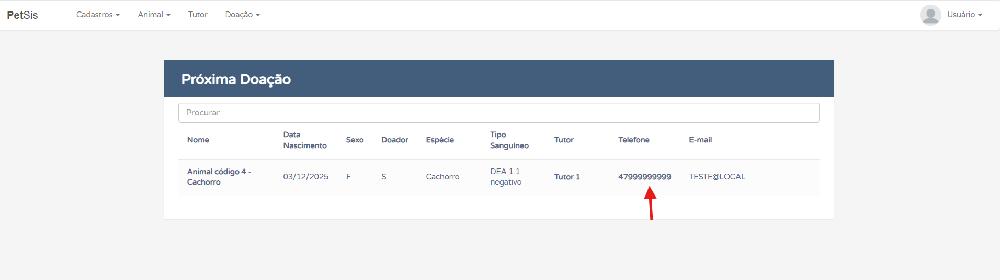 PetSis Cadastros Animal Tutor Doação Usuário
Próxima Doação
Procurar..
Nome Data Nascimento Sexo Doador Espécie Tipo Sanguíneo Tutor Telefone E-mail
Animal código 4 - Cachorro 03/12/2025 F S Cachorro DEA 1.1 negativo Tutor 1 47999999999 TESTE@LOCAL